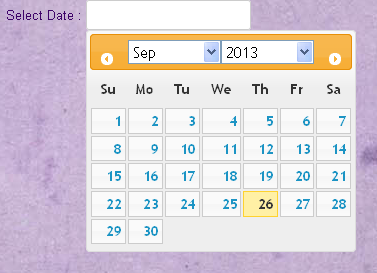 Select Date :
Sep 2013
Su Mo Tu We Th Fr Sa
1 2 3 4 5 6 7
8 9 10 11 12 13 14
15 16 17 18 19 20 21
22 23 24 25 26 27 28
29 30